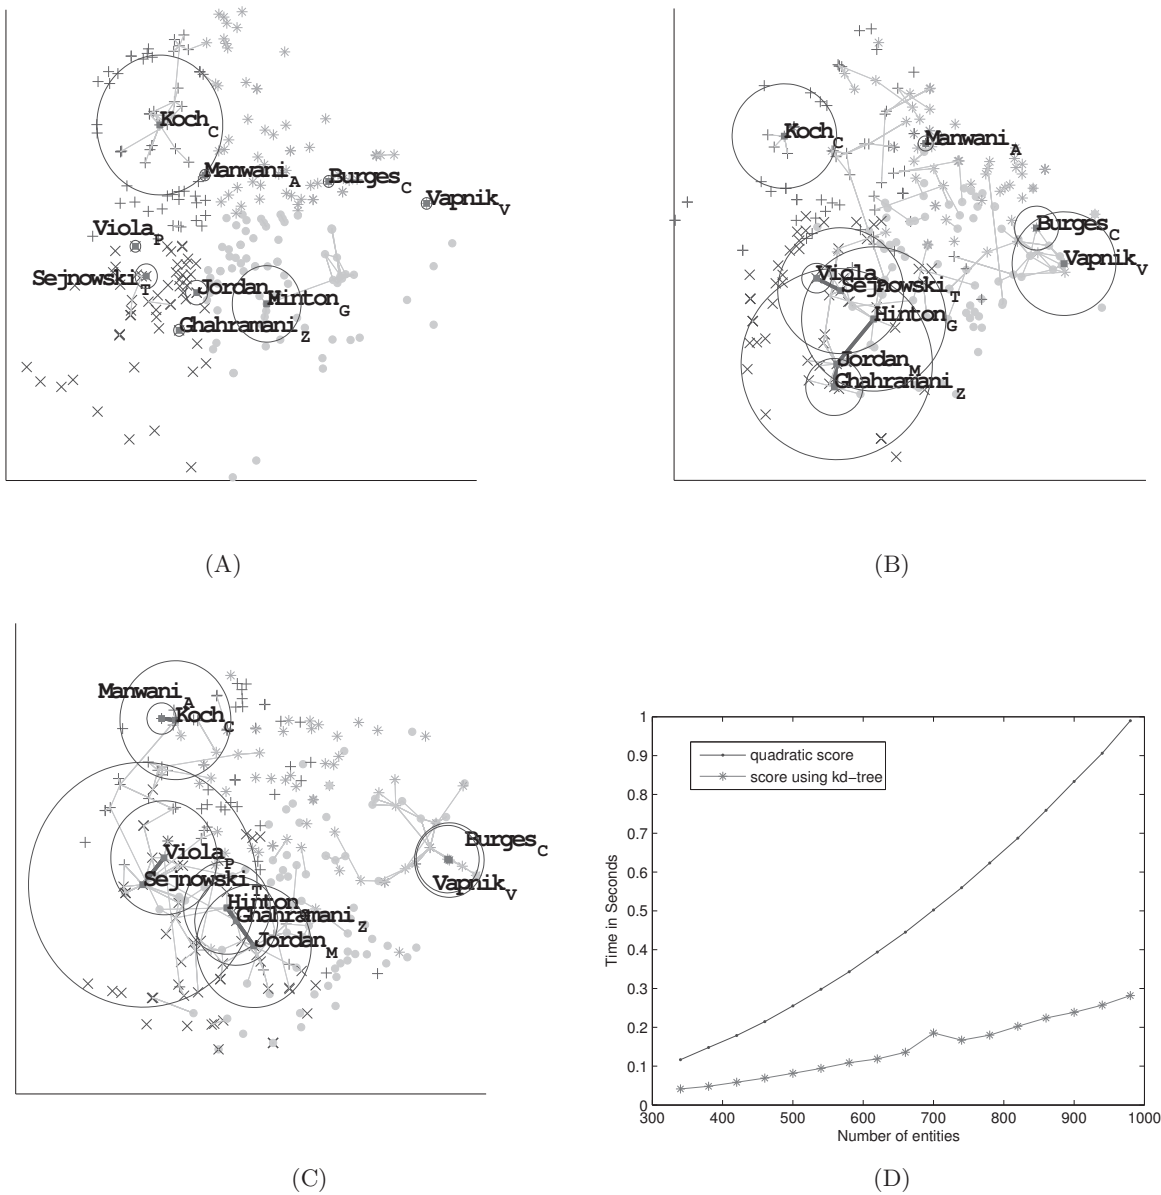 Koch C
Manwani A
Burges C
Vapnik V
Viola P
Sejnowski T
Jordan
Minton G
Ghahramani Z
(A)
Koch C
Manwani A
Burges C
Vapnik V
Viola
Sejnowski T
Hinton G
Jordan M
Ghahramani Z
(B)
Manwani A
Koch C
Burges C
Viola P
Sejnowski T
Vapnik V
Hinton
Ghahramani Z
Jordan M
(C)
1
0.9
0.8
0.7
0.6
0.5
0.4
0.3
0.2
0.1
0
Time in Seconds
quadratic score
score using kd-tree
300 400 500 600 700 800 900 1000
Number of entities
(D)